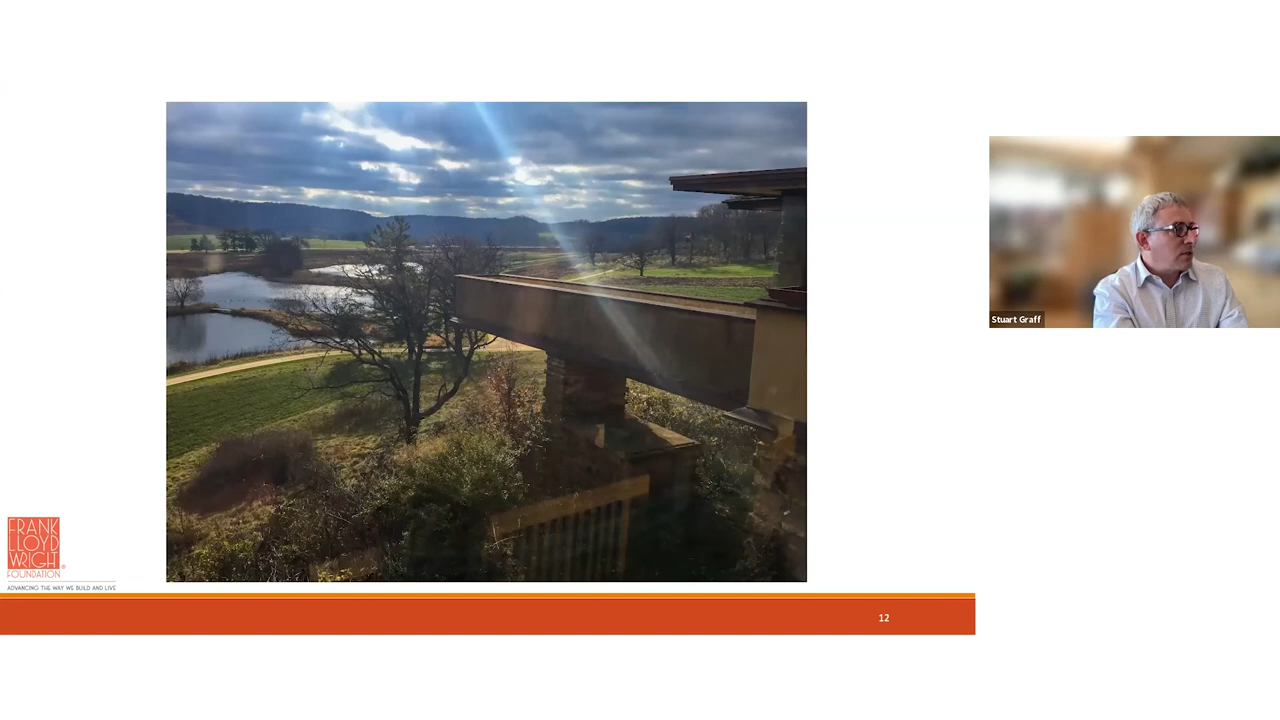 Stuart Graff
FRANK
LLOYD
WRIGHT
FOUNDATION
ADVANCING THE WAY WE BUILD AND LIVE
12